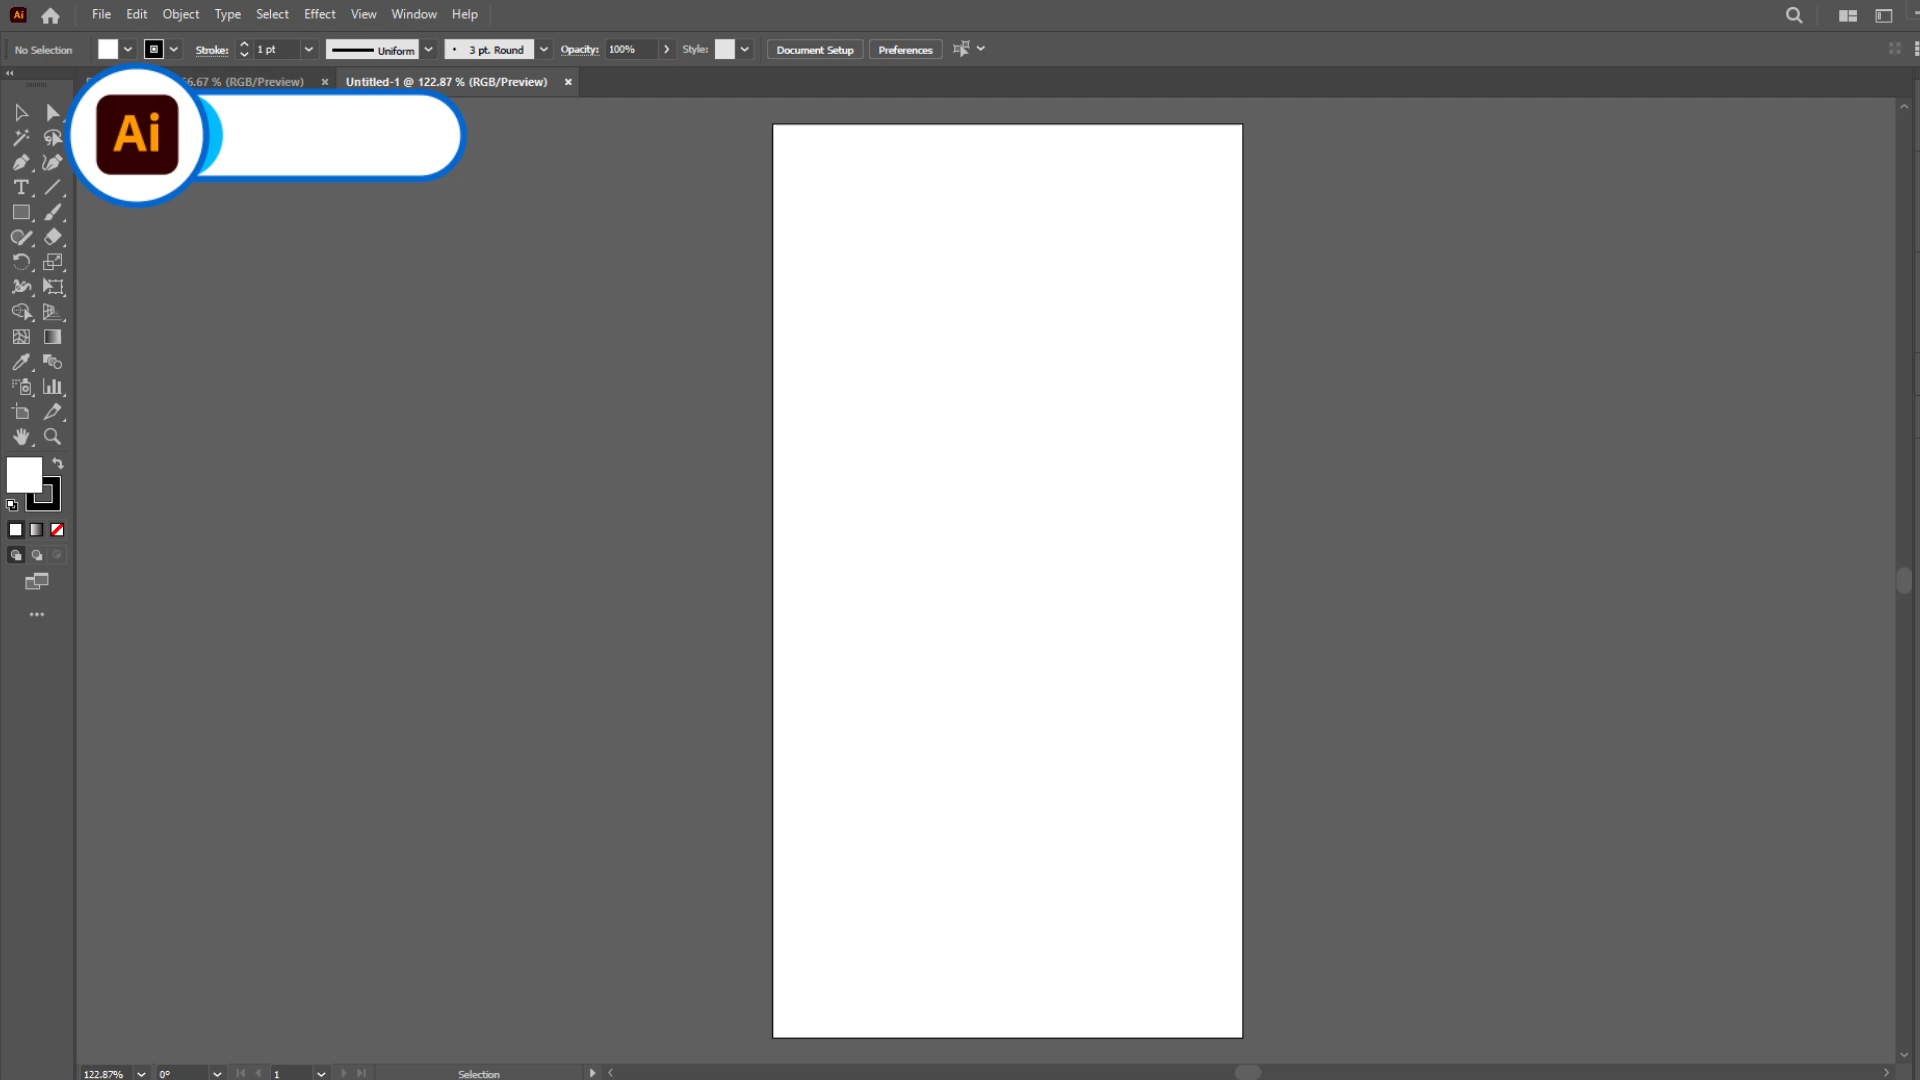 Ai
File Edit Object Type Select Effect View Window Help
No Selection Stroke: 1 pt Uniform 3 pt. Round Opacity: 100% Style: Document Setup Preferences
6.67 % (RGB/Preview) × Untitled-1 @ 122.87 % (RGB/Preview) ×
Ai
122.87% 0° 1 Selection